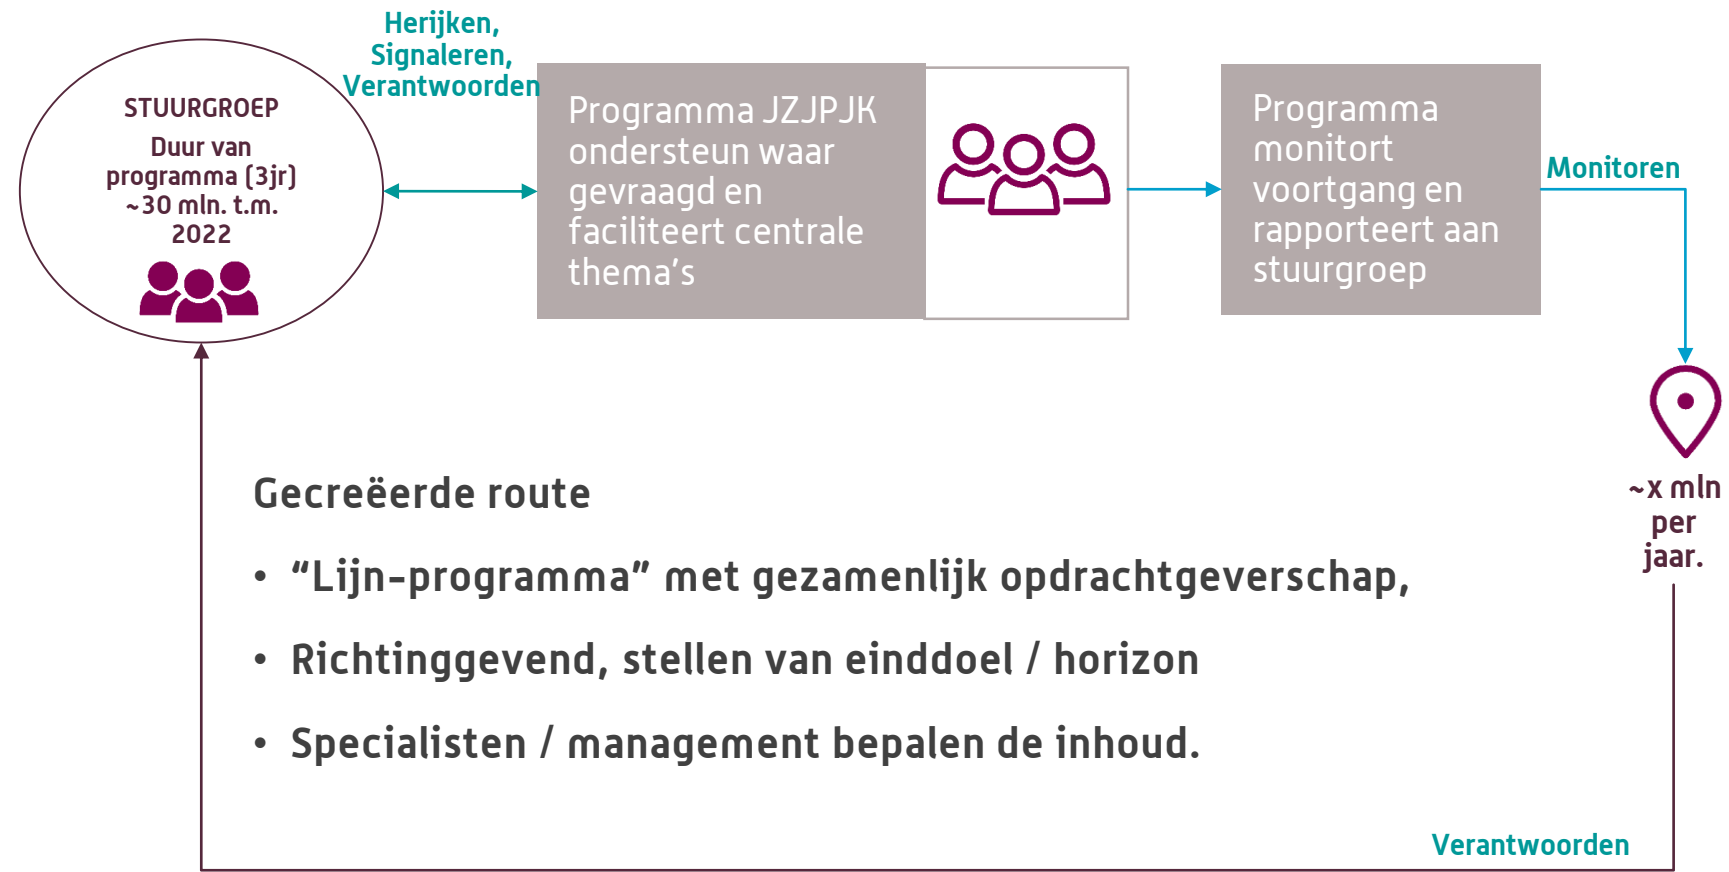 Herijken,
Signaleren,
Verantwoorden
STUURGROEP
Duur van
programma (3jr)
~30 mln. t.m.
2022
Programma JZJPJK
ondersteun waar
gevraagd en
faciliteert centrale
thema's
Programma
monitort
voortgang en
rapporteert aan
stuurgroep
Monitoren
~x mln
per
jaar.
Gecreëerde route
• “Lijn-programma” met gezamenlijk opdrachtgeverschap,
• Richtinggevend, stellen van einddoel / horizon
• Specialisten / management bepalen de inhoud.
Verantwoorden